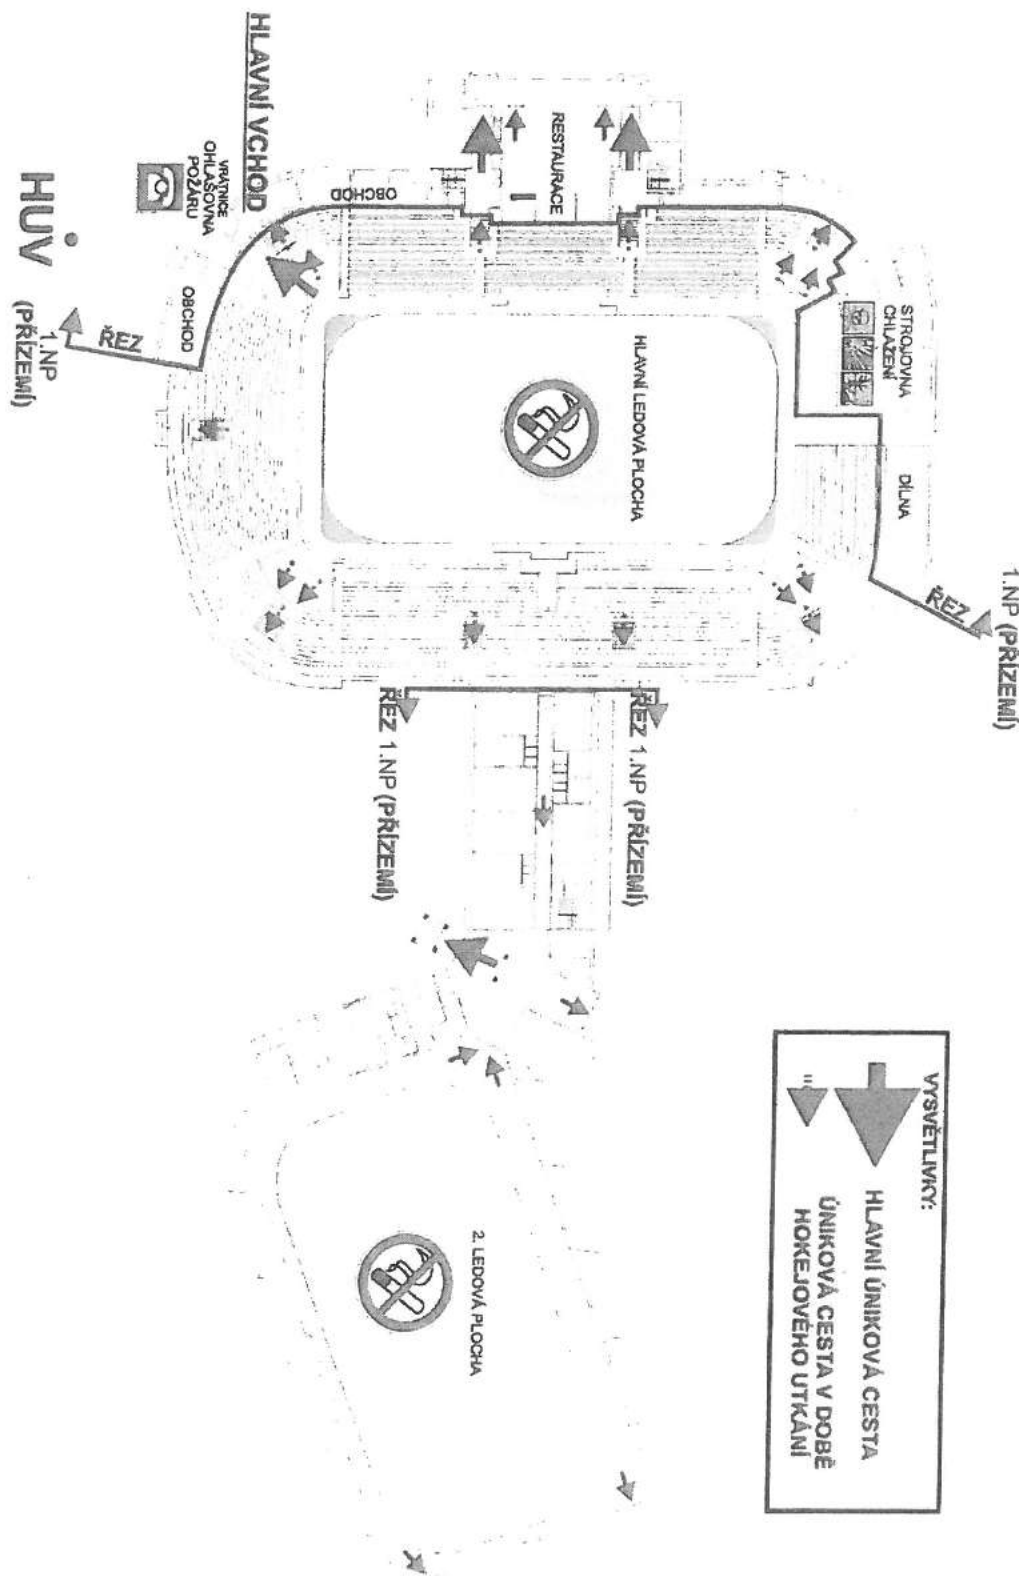 HLAVNÍ VCHOD
VRÁTNICE
OHLAŠOVNA
POŽÁRU
HUV
1.NP
(PŘÍZEMÍ)
ŘEZ
OBCHOD
OBCHOD
RESTAURACE
STROJOVNA
CHLAZENÍ
HLAVNÍ LEDOVÁ PLOCHA
DÍLNA
ŘEZ
1.NP (PŘÍZEMÍ)
ŘEZ 1.NP (PŘÍZEMÍ)
ŘEZ 1.NP (PŘÍZEMÍ)
2. LEDOVÁ PLOCHA
VYSVĚTLIVKY:
HLAVNÍ ÚNIKOVÁ CESTA
ÚNIKOVÁ CESTA V DOBĚ
HOKEJOVÉHO UTKÁNÍ